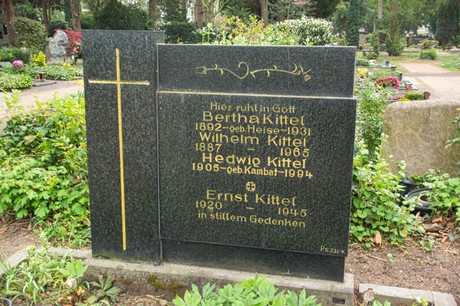 Hier ruht in Gott
Bertha Kittel
1892 - geb. Heise - 1931
Wilhelm Kittel
1887 - 1965
Hedwig Kittel
1905 - geb. Kambat - 1994
Ernst Kittel
1920 - 1945
in stillem Gedenken